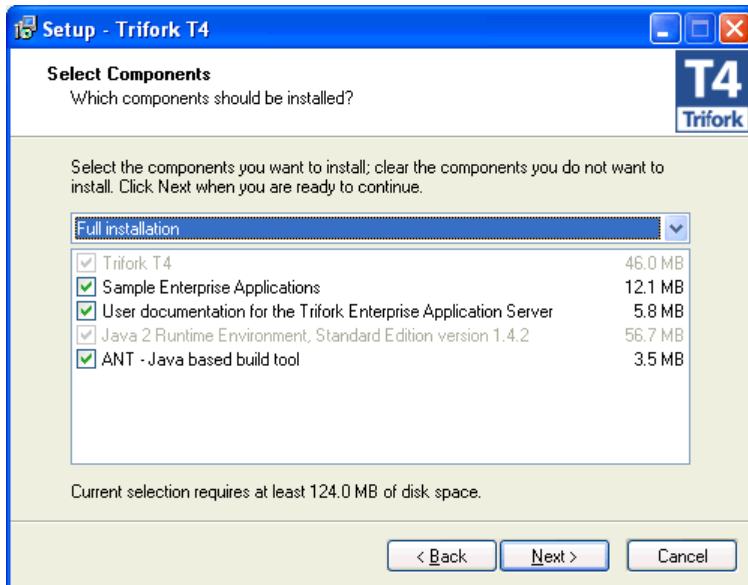 Setup - Trifork T4
Select Components
Which components should be installed?
T4
Trifork
Select the components you want to install; clear the components you do not want to
install. Click Next when you are ready to continue.
Full installation
Trifork T4 46.0 MB
Sample Enterprise Applications 12.1 MB
User documentation for the Trifork Enterprise Application Server 5.8 MB
Java 2 Runtime Environment, Standard Edition version 1.4.2 56.7 MB
ANT - Java based build tool 3.5 MB
Current selection requires at least 124.0 MB of disk space.
< Back Next > Cancel